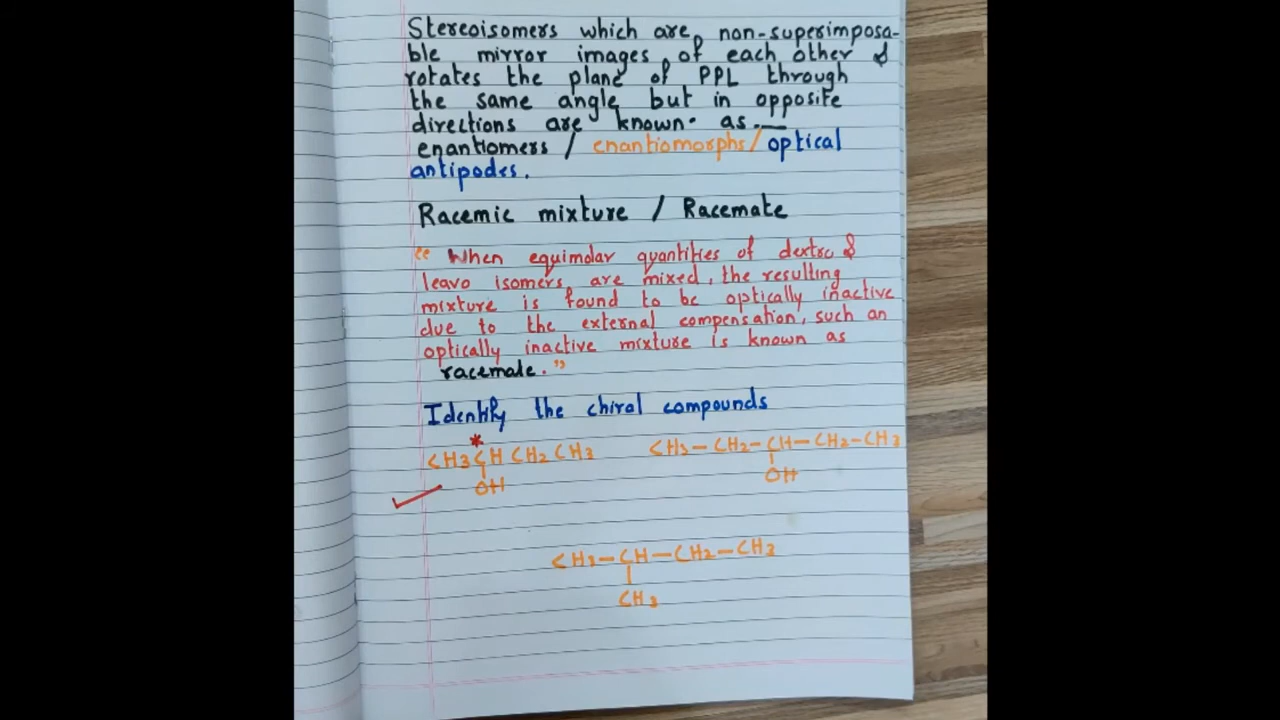 Stereoisomers which are non-superimposa-
ble mirror images of each other &
rotates the plane of PPL through
the same angle but in opposite
directions are known as —
enantiomers / enantiomorphs/ optical
antipodes.
Racemic mixture / Racemate
" When equimolar quantities of dextro &
leavo isomers are mixed, the resulting
mixture is found to be optically inactive
due to the external compensation, such an
optically inactive mixture is known as
racemate. "
Identify the chiral compounds
*
CH3 CH CH2 CH3 CH3 — CH2 — CH — CH2 — CH3
OH OH
CH3 — CH — CH2 — CH3
CH3